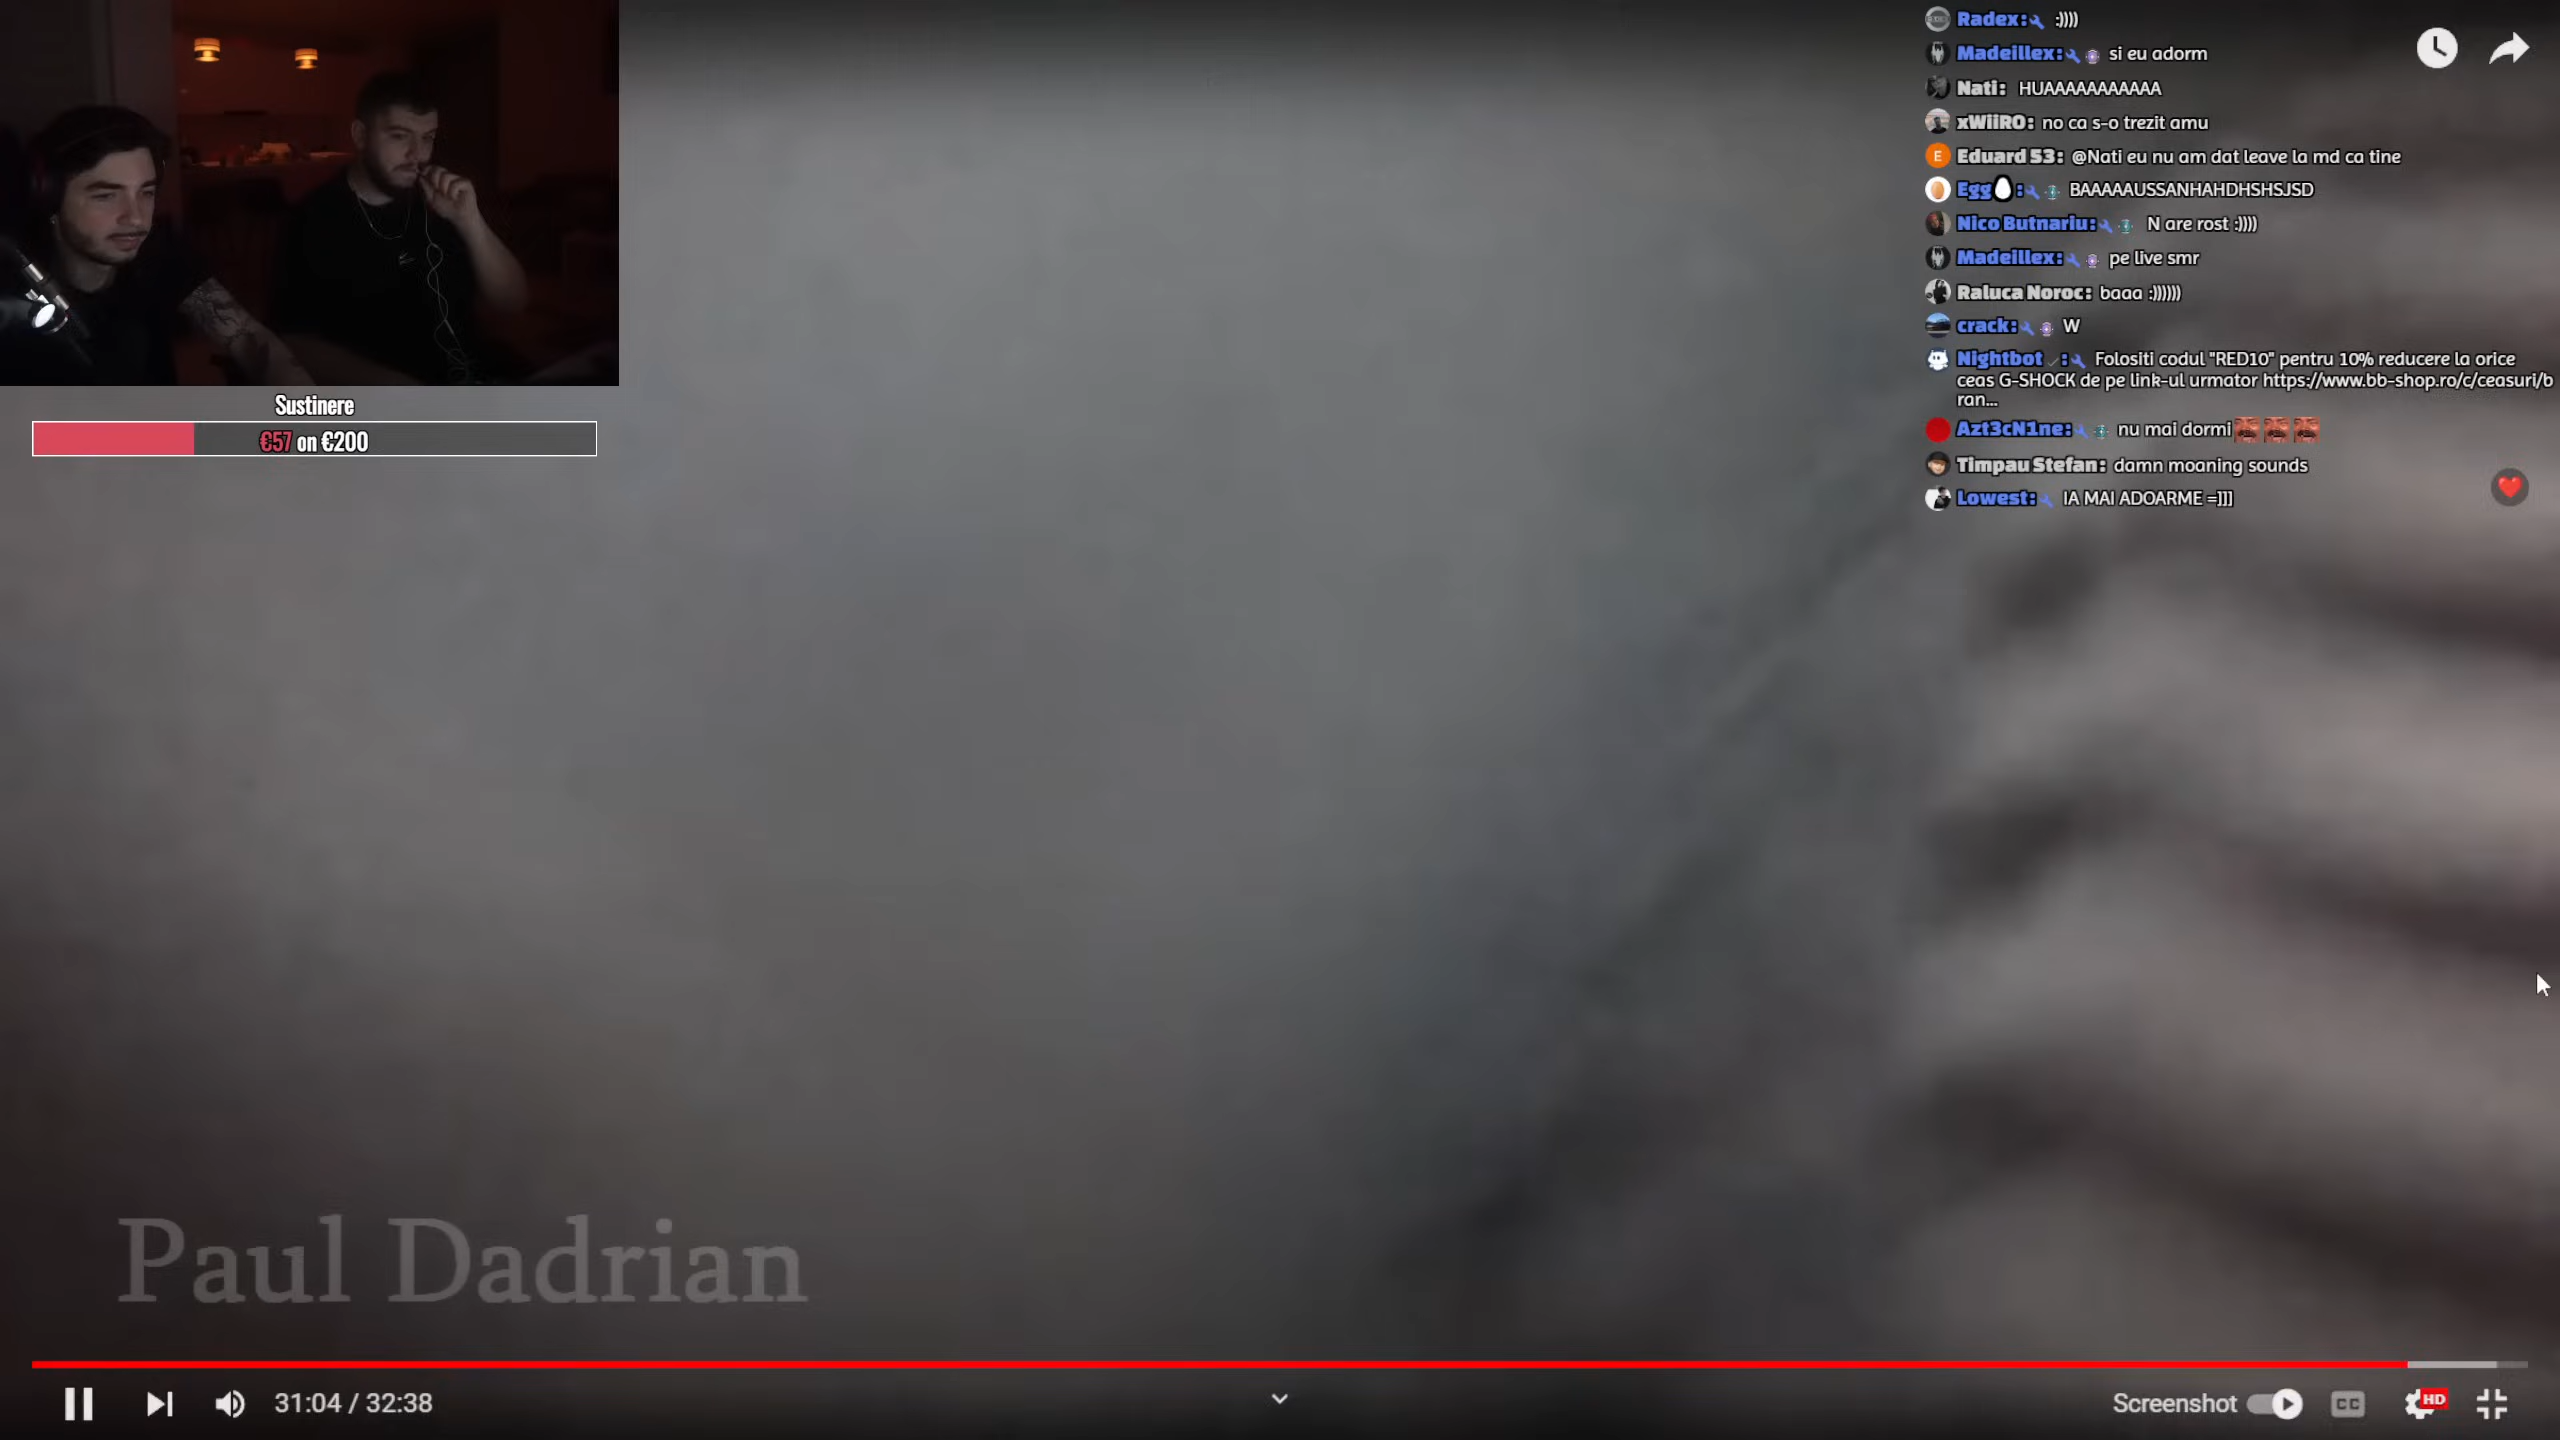 Radex: :))))
Madeillex: si eu adorm
Nati: HUAAAAAAAAAAA
xWiiRO: no ca s-o trezit amu
E Eduard 53: @Nati eu nu am dat leave la md ca tine
Egg: BAAAAAUSSANHAHDHSHSJSD
Nico Butnariu: N are rost :))))
Madeillex: pe live smr
Raluca Noroc: baaa :))))))
crack: W
Nightbot: Folositi codul "RED10" pentru 10% reducere la orice
ceas G-SHOCK de pe link-ul urmator https://www.bb-shop.ro/c/ceasuri/b
ran...
Azt3cN1ne: nu mai dormi
Timpau Stefan: damn moaning sounds
Lowest: IA MAI ADOARME =]]]
Sustinere
€57 on €200
Paul Dadrian
31:04 / 32:38
Screenshot
CC
HD